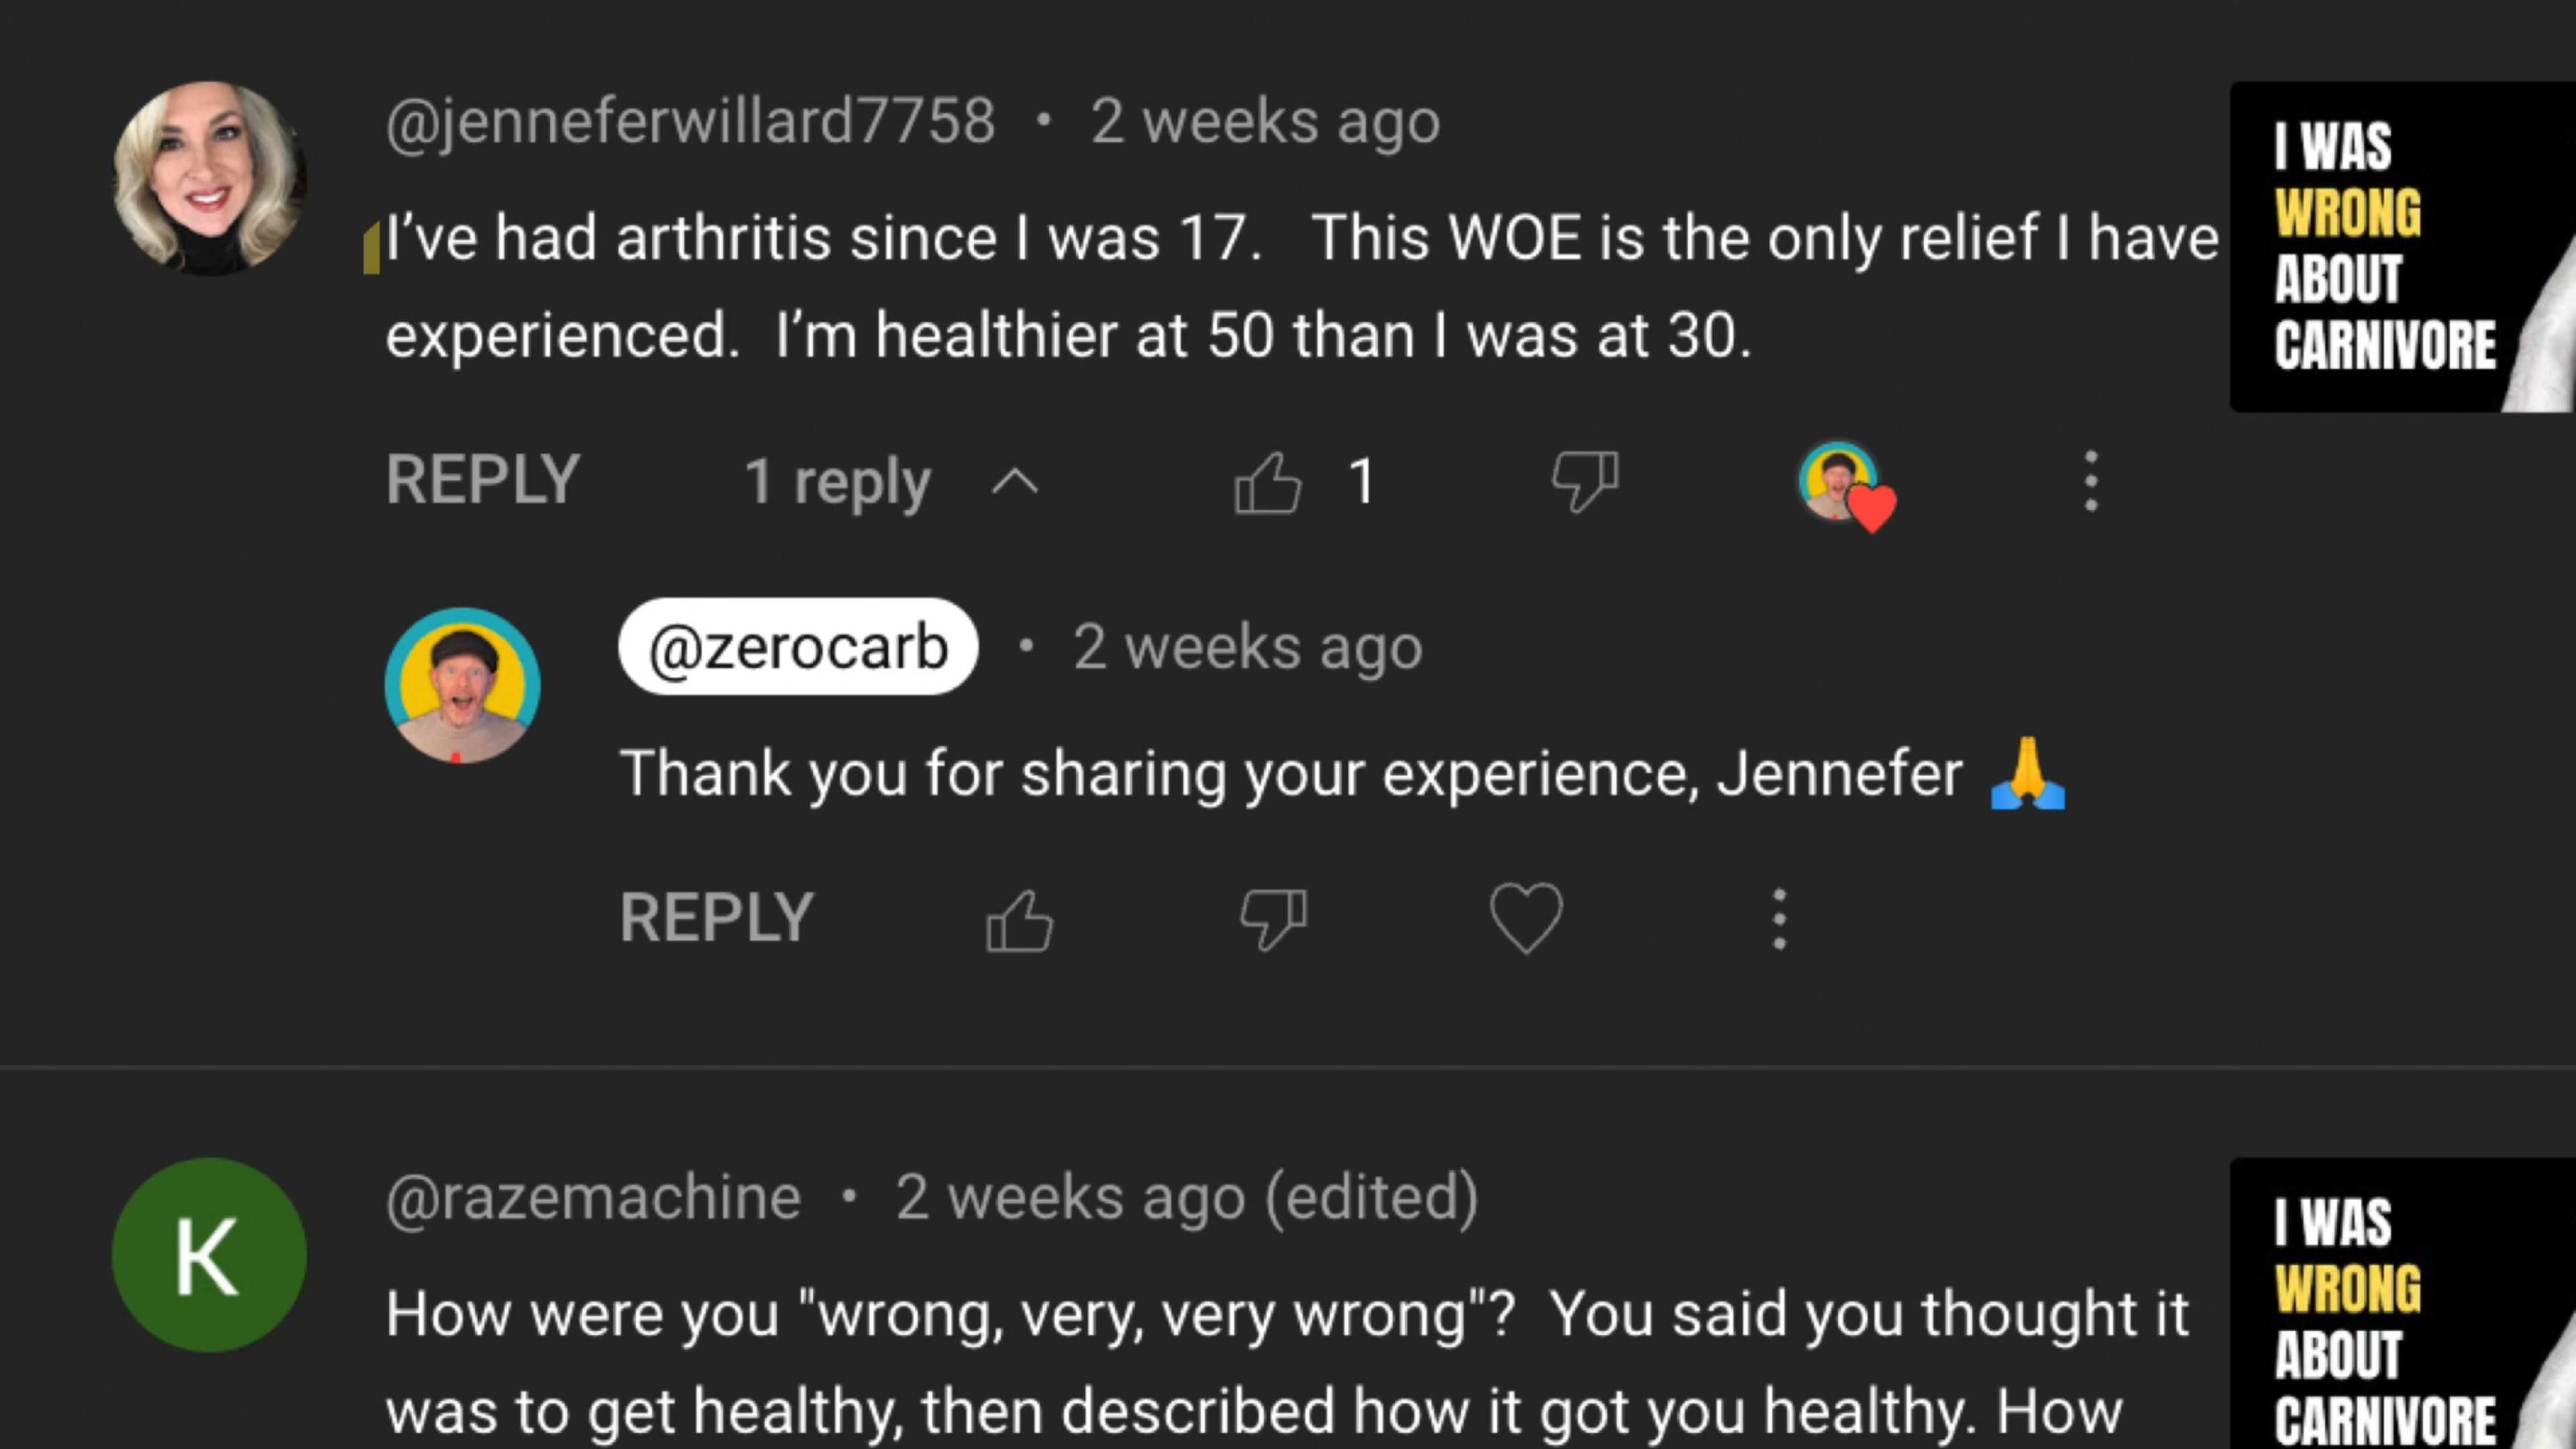 @jenneferwillard7758 • 2 weeks ago
I’ve had arthritis since I was 17. This WOE is the only relief I have
experienced. I’m healthier at 50 than I was at 30.
REPLY 1 reply 1
I WAS
WRONG
ABOUT
CARNIVORE
@zerocarb • 2 weeks ago
Thank you for sharing your experience, Jennefer 🙏
REPLY
K
@razemachine • 2 weeks ago (edited)
How were you "wrong, very, very wrong"? You said you thought it
was to get healthy, then described how it got you healthy. How
I WAS
WRONG
ABOUT
CARNIVORE